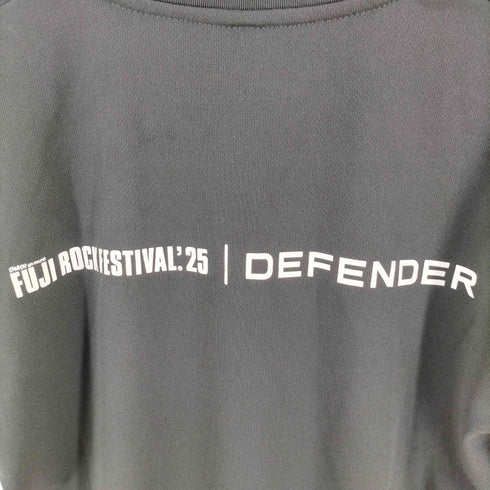 FUJI ROCK FESTIVAL'25 | DEFENDER